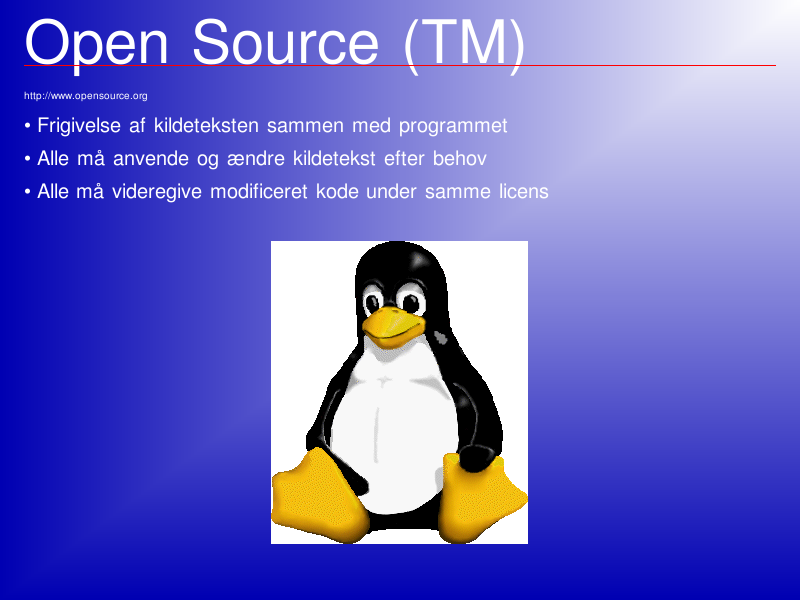 Open Source (TM)
http://www.opensource.org
• Frigivelse af kildeteksten sammen med programmet
• Alle må anvende og ændre kildetekst efter behov
• Alle må videregive modificeret kode under samme licens